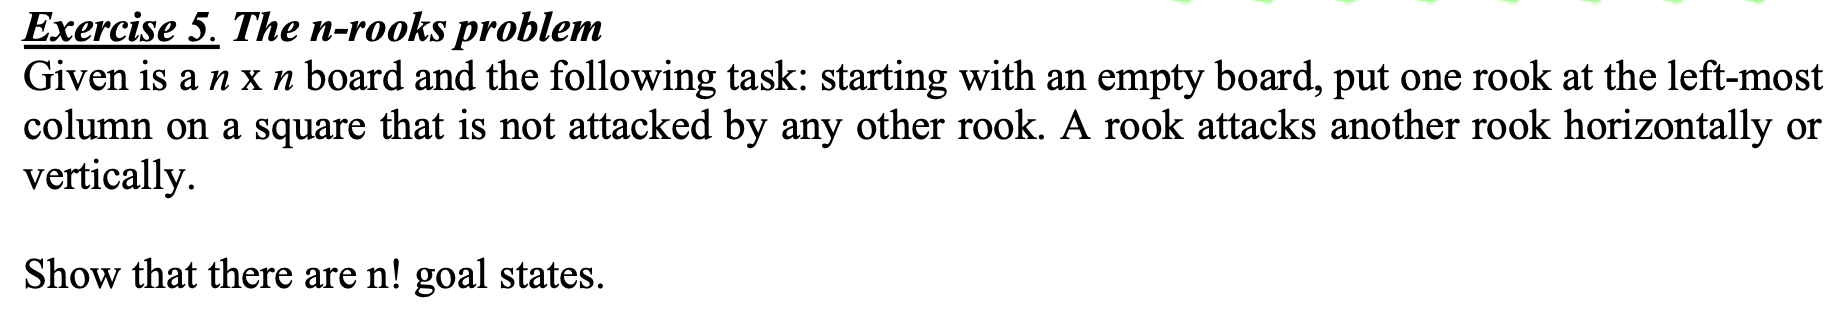 Exercise 5. The n-rooks problem
Given is a n x n board and the following task: starting with an empty board, put one rook at the left-most
column on a square that is not attacked by any other rook. A rook attacks another rook horizontally or
vertically.
Show that there are n! goal states.